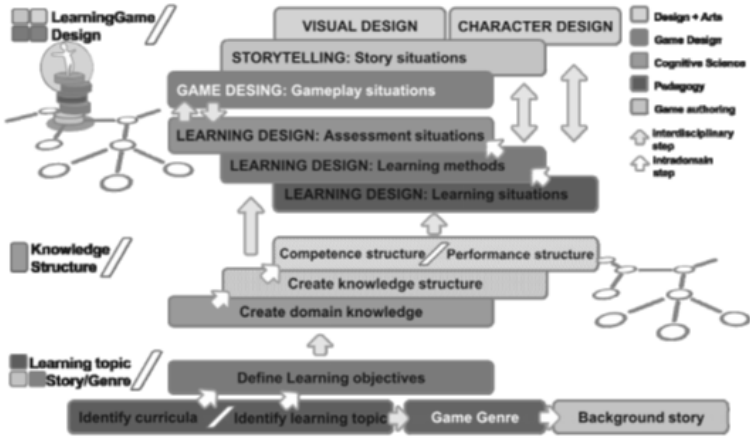 LearningGame
Design
VISUAL DESIGN
CHARACTER DESIGN
STORYTELLING: Story situations
GAME DESING: Gameplay situations
LEARNING DESIGN: Assessment situations
LEARNING DESIGN: Learning methods
LEARNING DESIGN: Learning situations
Design + Arts
Game Design
Cognitive Science
Pedagogy
Game authoring
Interdisciplinary
step
Intradomain
step
Knowledge
Structure
Competence structure
Performance structure
Create knowledge structure
Create domain knowledge
Learning topic
Story/Genre
Define Learning objectives
Identify curricula
Identify learning topic
Game Genre
Background story